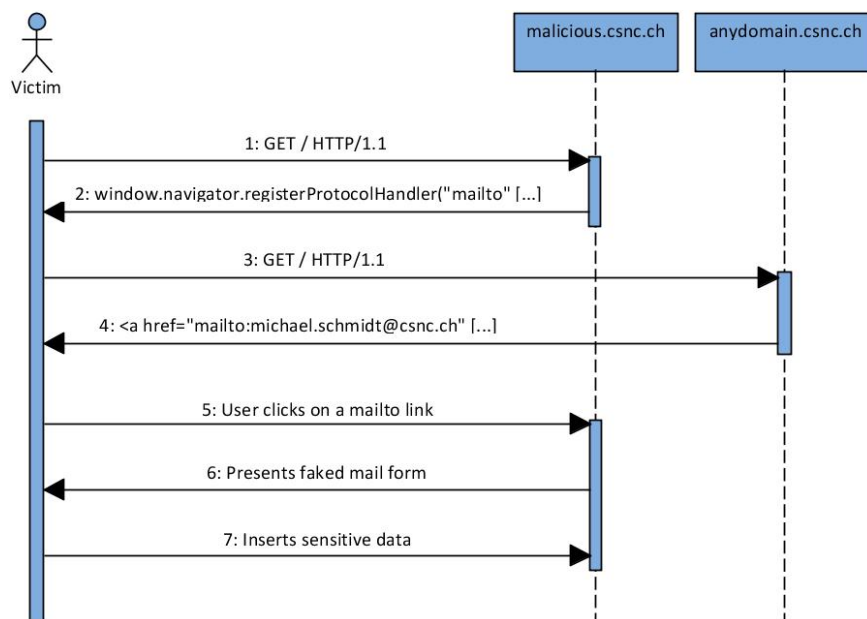 malicious.csnc.ch
anydomain.csnc.ch
Victim
1: GET / HTTP/1.1
2: window.navigator.registerProtocolHandler("mailto" [...]
3: GET / HTTP/1.1
4: <a href="mailto:michael.schmidt@csnc.ch" [...]
5: User clicks on a mailto link
6: Presents faked mail form
7: Inserts sensitive data